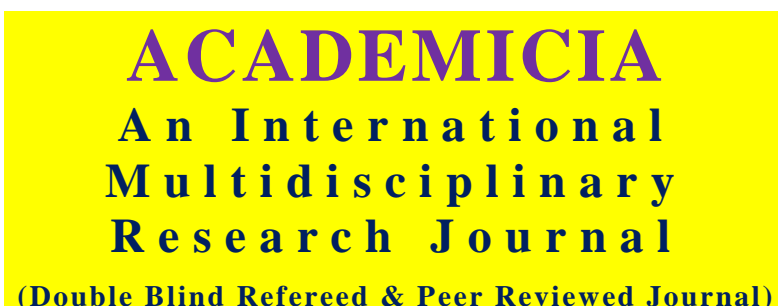 ACADEMICIA
An International
Multidisciplinary
Research Journal
(Double Blind Refereed & Peer Reviewed Journal)